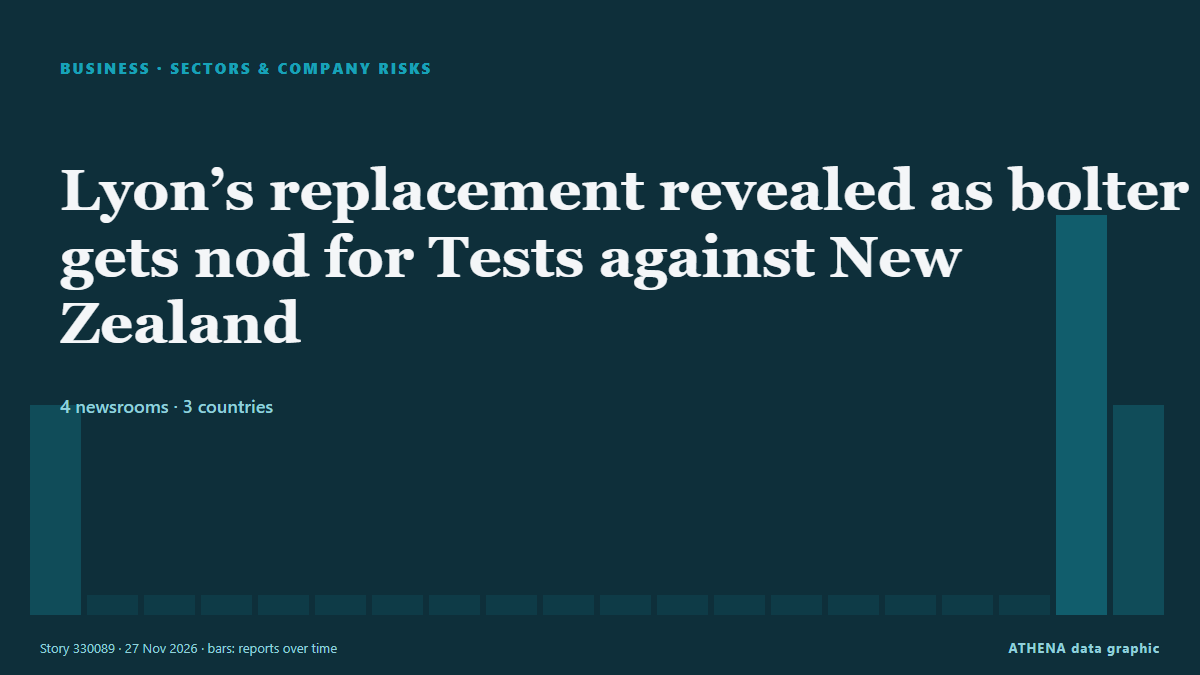 BUSINESS · SECTORS & COMPANY RISKS
Lyon’s replacement revealed as bolter
gets nod for Tests against New
Zealand
4 newsrooms · 3 countries
Story 330089 · 27 Nov 2026 · bars: reports over time
ATHENA data graphic